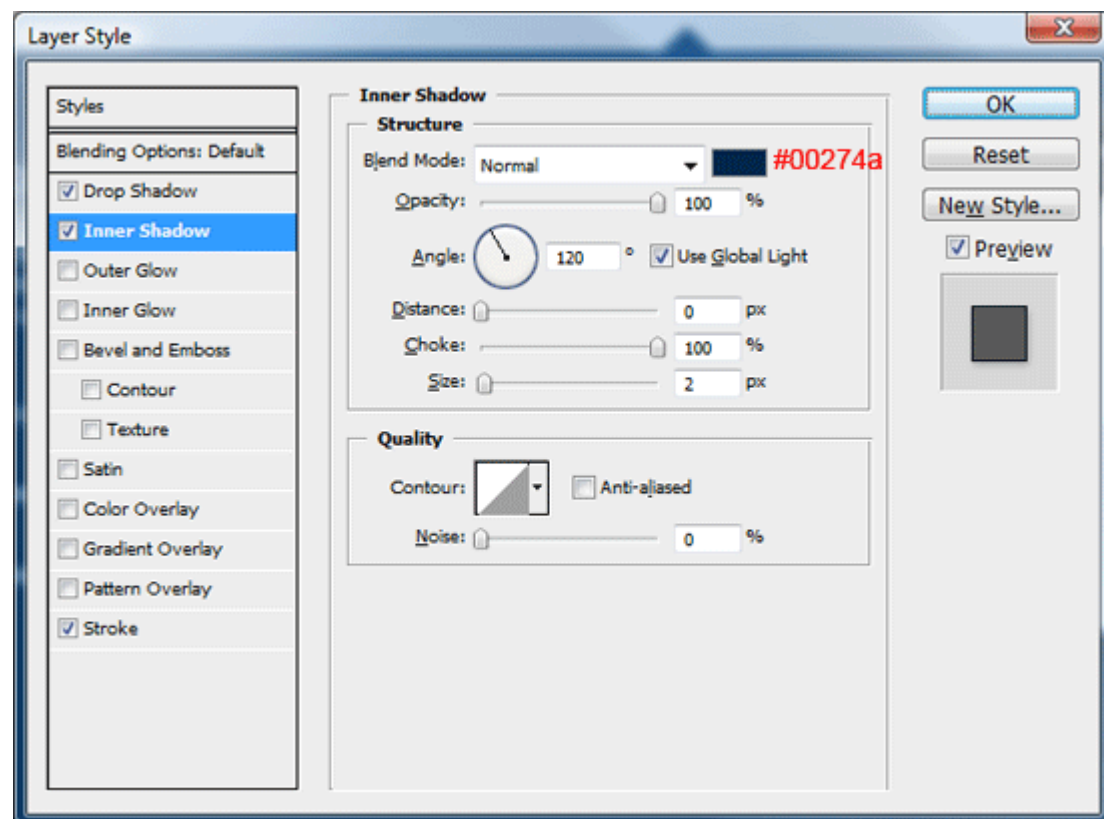 Layer Style
Styles
Blending Options: Default
Drop Shadow
Inner Shadow
Outer Glow
Inner Glow
Bevel and Emboss
Contour
Texture
Satin
Color Overlay
Gradient Overlay
Pattern Overlay
Stroke
Inner Shadow
Structure
Blend Mode: Normal #00274a
Opacity: 100 %
Angle: 120 ° Use Global Light
Distance: 0 px
Choke: 100 %
Size: 2 px
Quality
Contour: Anti-aliased
Noise: 0 %
OK
Reset
New Style...
Preview